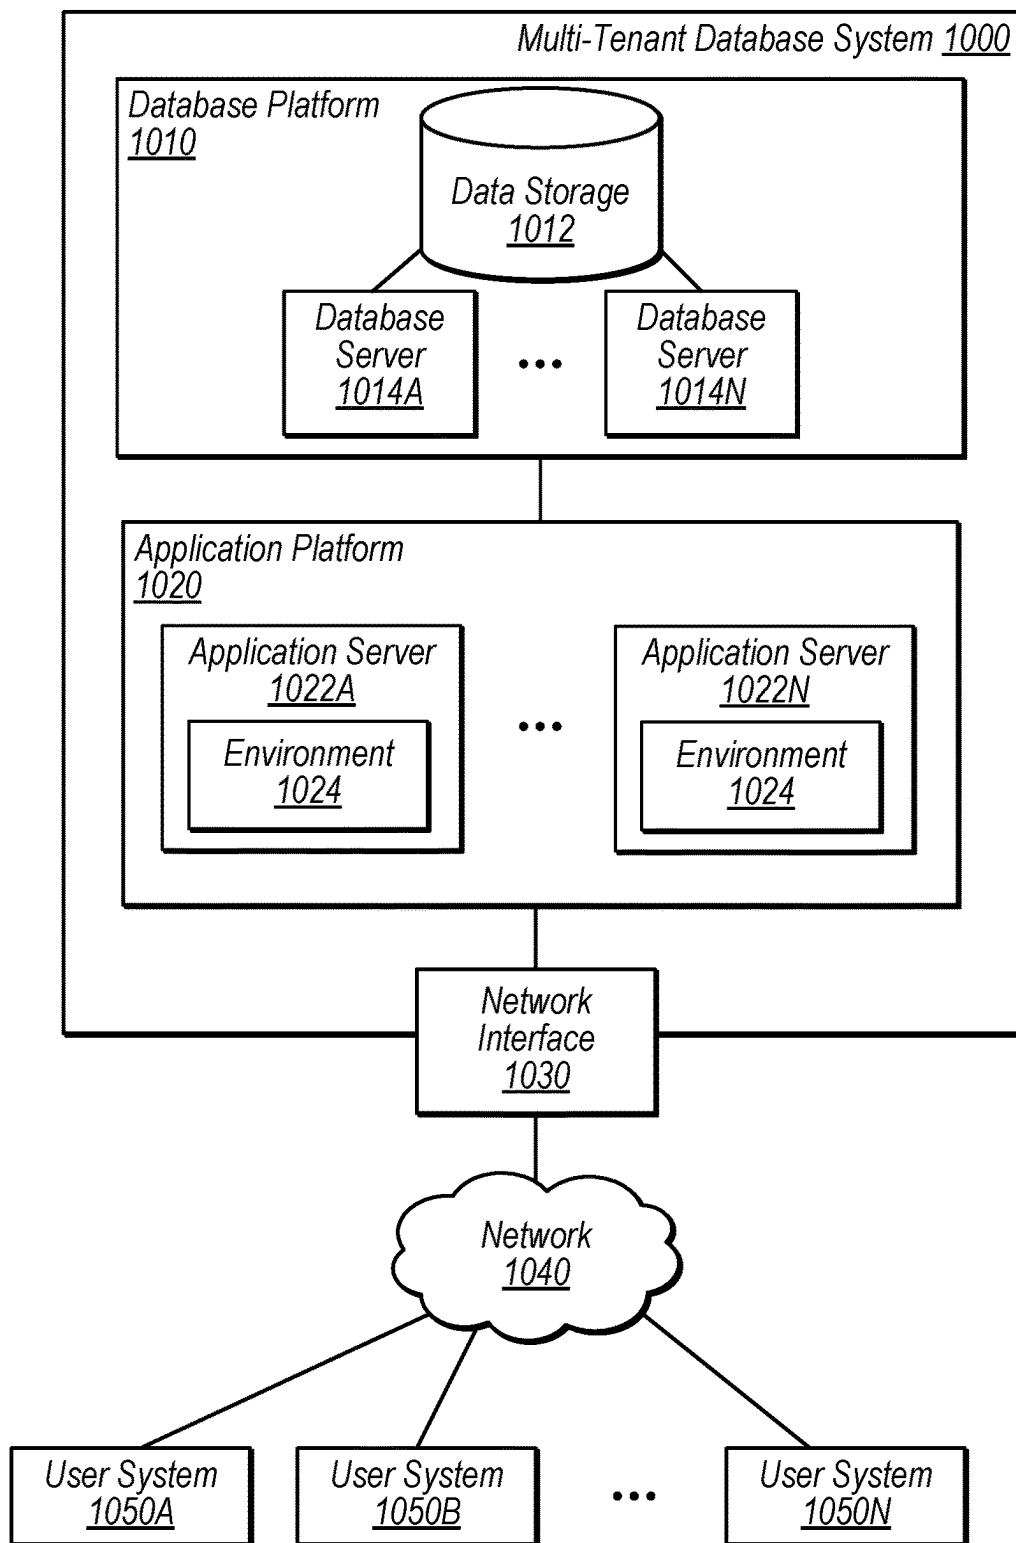 Multi-Tenant Database System 1000
Database Platform
1010
Data Storage
1012
Database
Server
1014A
...
Database
Server
1014N
Application Platform
1020
Application Server
1022A
Environment
1024
...
Application Server
1022N
Environment
1024
Network
Interface
1030
Network
1040
User System
1050A
User System
1050B
...
User System
1050N